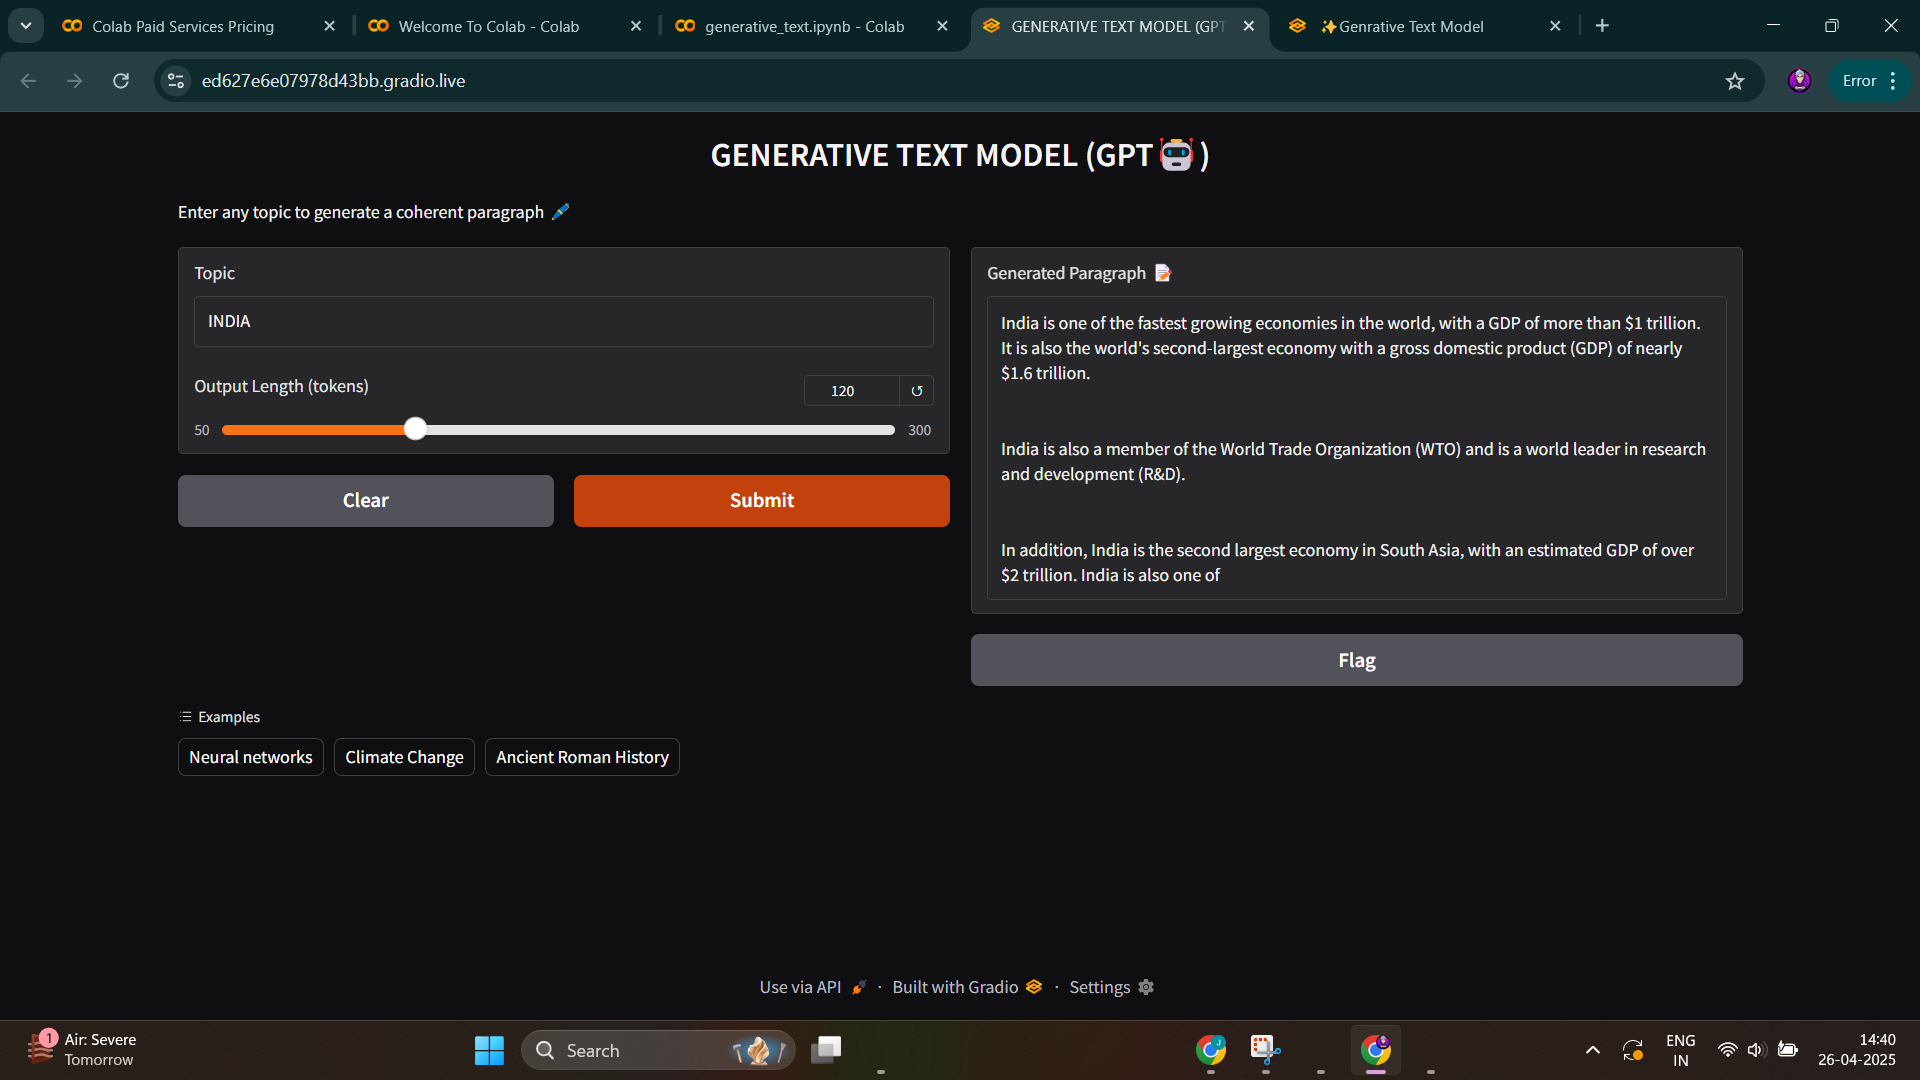 Colab Paid Services Pricing
Welcome To Colab - Colab
generative_text.ipynb - Colab
GENERATIVE TEXT MODEL (GPT
✨Genrative Text Model
ed627e6e07978d43bb.gradio.live
Error
GENERATIVE TEXT MODEL (GPT🤖)
Enter any topic to generate a coherent paragraph 🖌️
Topic
INDIA
Output Length (tokens)
120
50
300
Clear
Submit
Generated Paragraph 📝
India is one of the fastest growing economies in the world, with a GDP of more than $1 trillion.
It is also the world's second-largest economy with a gross domestic product (GDP) of nearly
$1.6 trillion.
India is also a member of the World Trade Organization (WTO) and is a world leader in research
and development (R&D).
In addition, India is the second largest economy in South Asia, with an estimated GDP of over
$2 trillion. India is also one of
Flag
Examples
Neural networks
Climate Change
Ancient Roman History
Use via API 🚀 · Built with Gradio · Settings ⚙️
1
Air: Severe
Tomorrow
Search
J
ENG
IN
14:40
26-04-2025